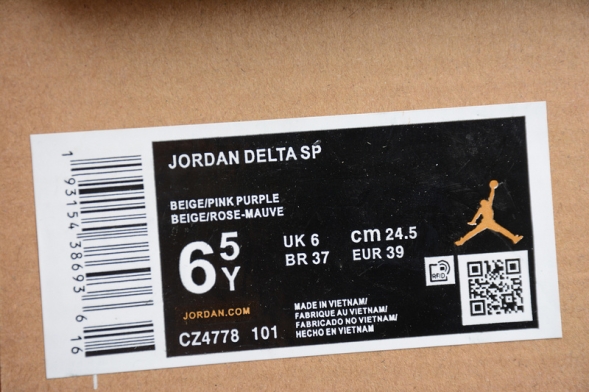 JORDAN DELTA SP
BEIGE/PINK PURPLE
BEIGE/ROSE-MAUVE
6 5 Y
UK 6 cm 24.5
BR 37 EUR 39
RFID
JORDAN.COM
CZ4778 101
MADE IN VIETNAM/
FABRIQUE AU VIETNAM/
FABRICADO NO VIETNAM/
HECHO EN VIETNAM
1 93154 38693 6 16